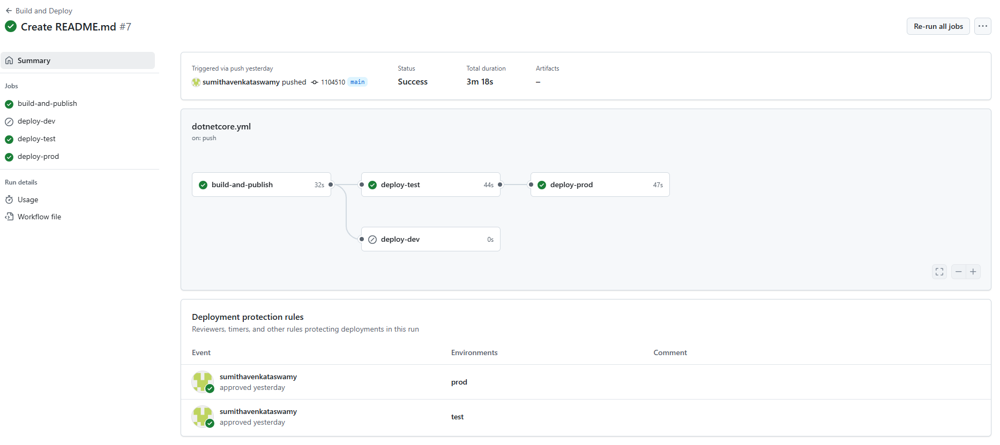 Build and Deploy
Create README.md #7
Re-run all jobs
Summary
Jobs
build-and-publish
deploy-dev
deploy-test
deploy-prod
Run details
Usage
Workflow file
Triggered via push yesterday
sumithavenkataswamy pushed 1104510 main
Status
Success
Total duration
3m 18s
Artifacts
–
dotnetcore.yml
on: push
build-and-publish 32s
deploy-test 44s
deploy-prod 47s
deploy-dev 0s
Deployment protection rules
Reviewers, timers, and other rules protecting deployments in this run
Event Environments Comment
sumithavenkataswamy
approved yesterday
prod
sumithavenkataswamy
approved yesterday
test